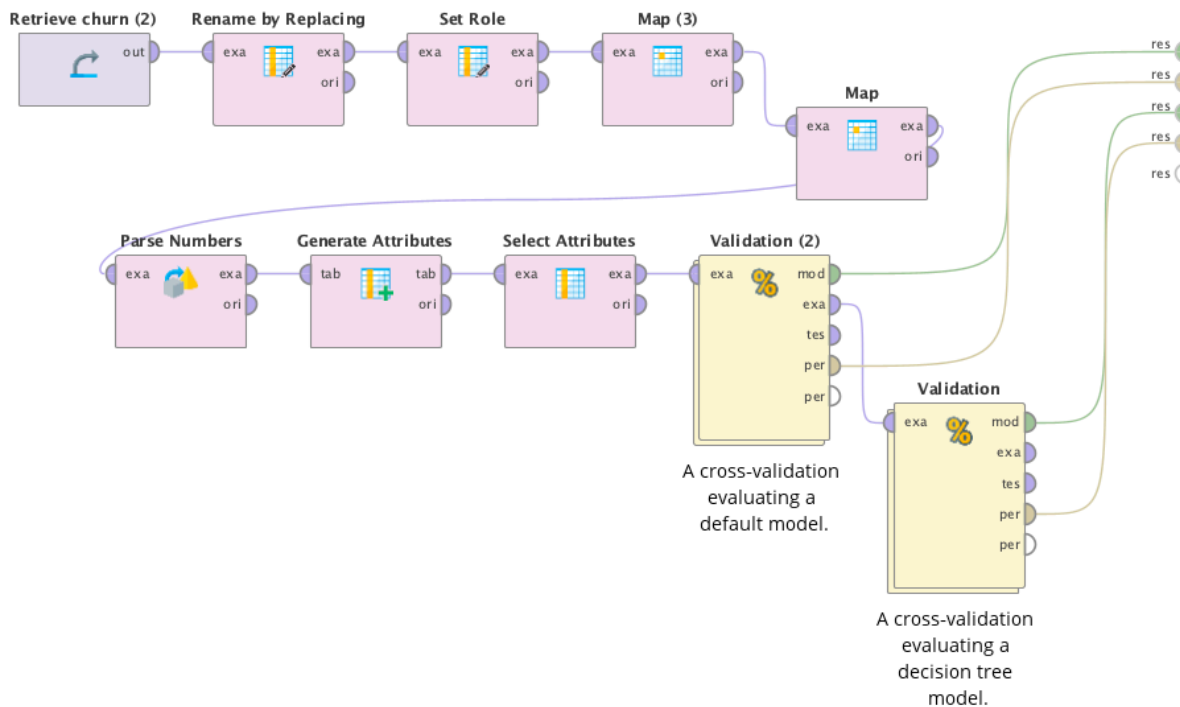 Retrieve churn (2)
out
Rename by Replacing
exa exa
ori
Set Role
exa exa
ori
Map (3)
exa exa
ori
Map
exa exa
ori
res
res
res
res
res
Parse Numbers
exa exa
ori
Generate Attributes
tab tab
ori
Select Attributes
exa exa
ori
Validation (2)
exa % mod
exa
tes
per
per
A cross-validation
evaluating a
default model.
Validation
exa % mod
exa
tes
per
per
A cross-validation
evaluating a
decision tree
model.